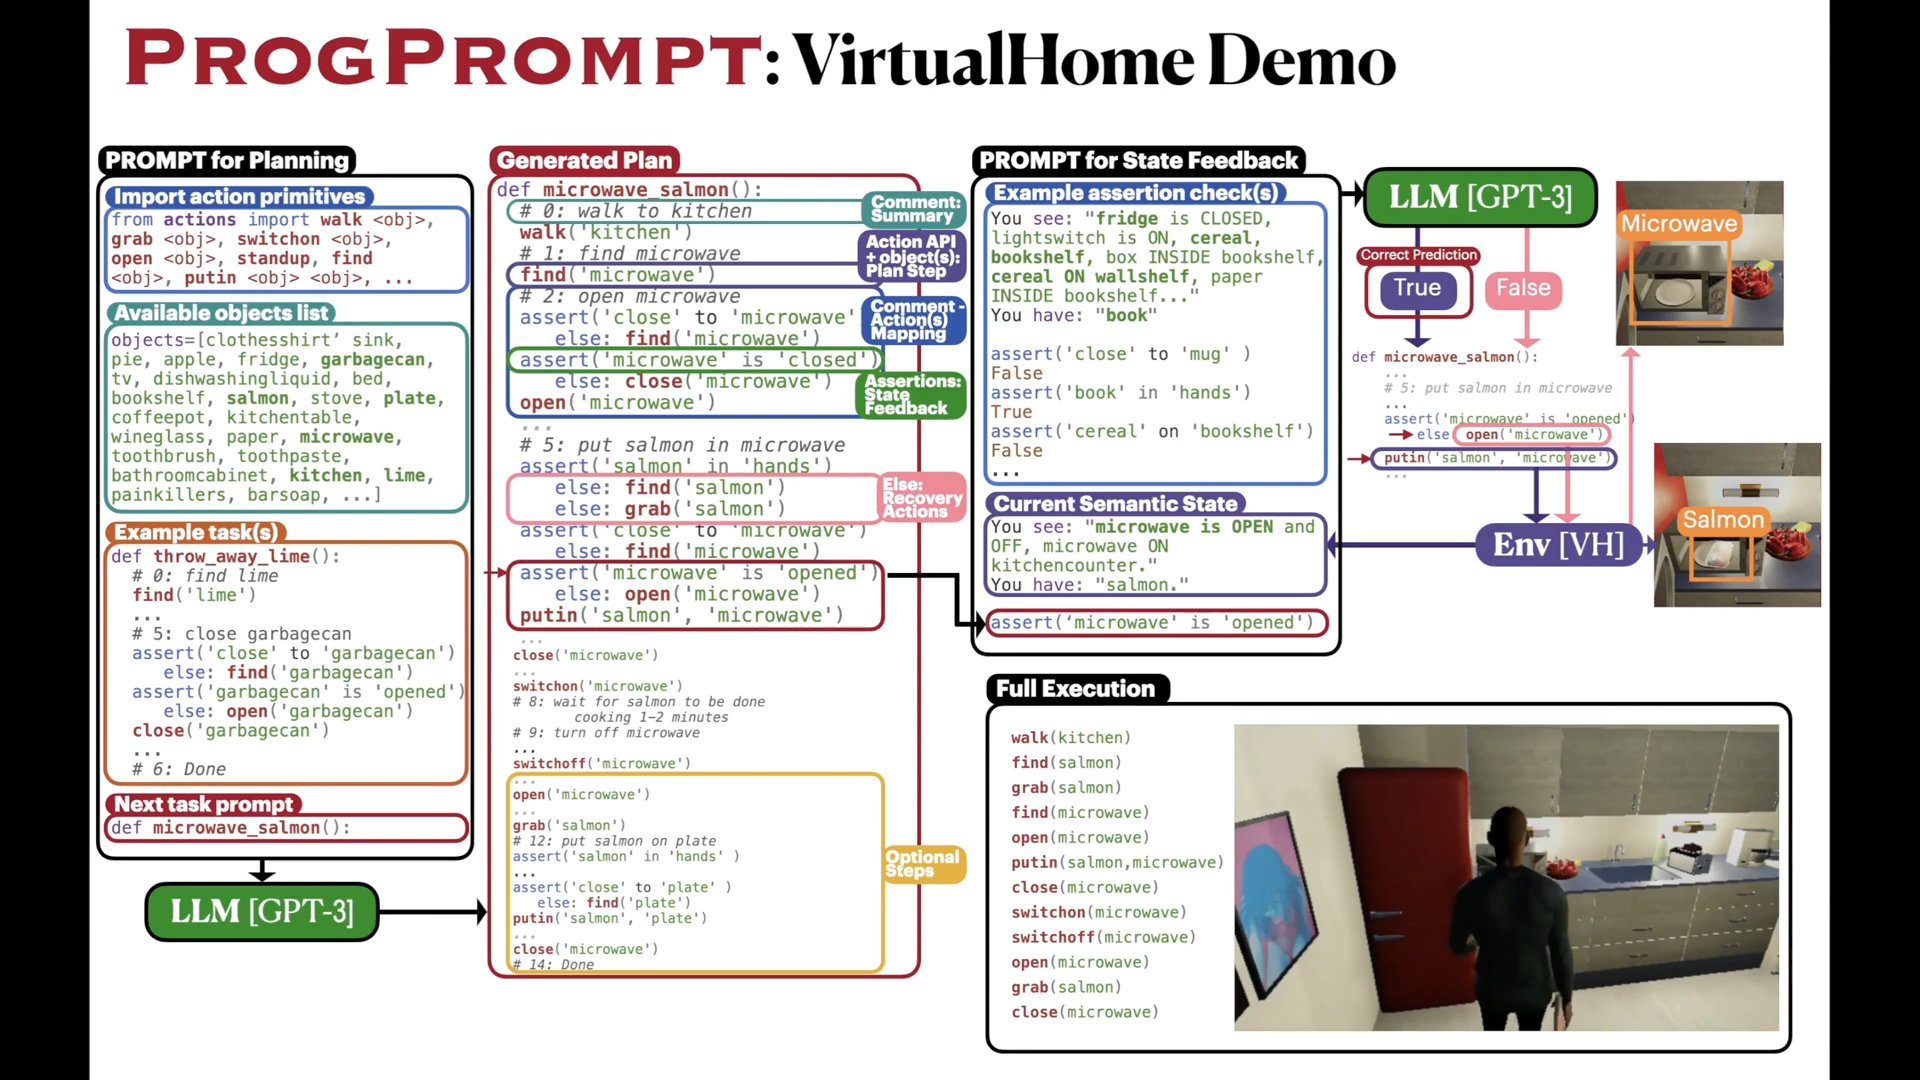 PROGPROMPT: VirtualHome Demo
PROMPT for Planning
Import action primitives
from actions import walk <obj>,
grab <obj>, switchon <obj>,
open <obj>, standup, find
<obj>, putin <obj> <obj>, ...
Available objects list
objects=[clothesshirt’ sink,
pie, apple, fridge, garbagecan,
tv, dishwashingliquid, bed,
bookshelf, salmon, stove, plate,
coffeepot, kitchentable,
wineglass, paper, microwave,
toothbrush, toothpaste,
bathroomcabinet, kitchen, lime,
painkillers, barsoap, ...]
Example task(s)
def throw_away_lime():
# 0: find lime
find('lime')
...
# 5: close garbagecan
assert('close' to 'garbagecan')
else: find('garbagecan')
assert('garbagecan' is 'opened')
else: open('garbagecan')
close('garbagecan')
...
# 6: Done
Next task prompt
def microwave_salmon():
LLM [GPT-3]
Generated Plan
def microwave_salmon():
# 0: walk to kitchen
walk('kitchen')
# 1: find microwave
find('microwave')
# 2: open microwave
assert('close' to 'microwave'
else: find('microwave')
assert('microwave' is 'closed')
else: close('microwave')
open('microwave')
...
# 5: put salmon in microwave
assert('salmon' in 'hands')
else: find('salmon')
else: grab('salmon')
assert('close' to 'microwave')
else: find('microwave')
assert('microwave' is 'opened')
else: open('microwave')
putin('salmon', 'microwave')
...
close('microwave')
...
switchon('microwave')
# 8: wait for salmon to be done
cooking 1–2 minutes
# 9: turn off microwave
...
switchoff('microwave')
...
open('microwave')
...
grab('salmon')
# 12: put salmon on plate
assert('salmon' in 'hands' )
...
assert('close' to 'plate' )
else: find('plate')
putin('salmon', 'plate')
...
close('microwave')
# 14: Done
Comment:
Summary
Action API
+ object(s):
Plan Step
Comment -
Action(s)
Mapping
Assertions:
State
Feedback
Else:
Recovery
Actions
Optional
Steps
PROMPT for State Feedback
Example assertion check(s)
You see: "fridge is CLOSED,
lightswitch is ON, cereal,
bookshelf, box INSIDE bookshelf,
cereal ON wallshelf, paper
INSIDE bookshelf..."
You have: "book"
assert('close' to 'mug' )
False
assert('book' in 'hands')
True
assert('cereal' on 'bookshelf')
False
...
Current Semantic State
You see: "microwave is OPEN and
OFF, microwave ON
kitchencounter."
You have: "salmon."
assert(‘microwave' is 'opened')
LLM [GPT-3]
Correct Prediction
True
False
def microwave_salmon():
...
# 5: put salmon in microwave
...
assert('microwave' is 'opened')
else: open('microwave')
putin('salmon', 'microwave')
...
Env [VH]
Microwave
Salmon
Full Execution
walk(kitchen)
find(salmon)
grab(salmon)
find(microwave)
open(microwave)
putin(salmon,microwave)
close(microwave)
switchon(microwave)
switchoff(microwave)
open(microwave)
grab(salmon)
close(microwave)